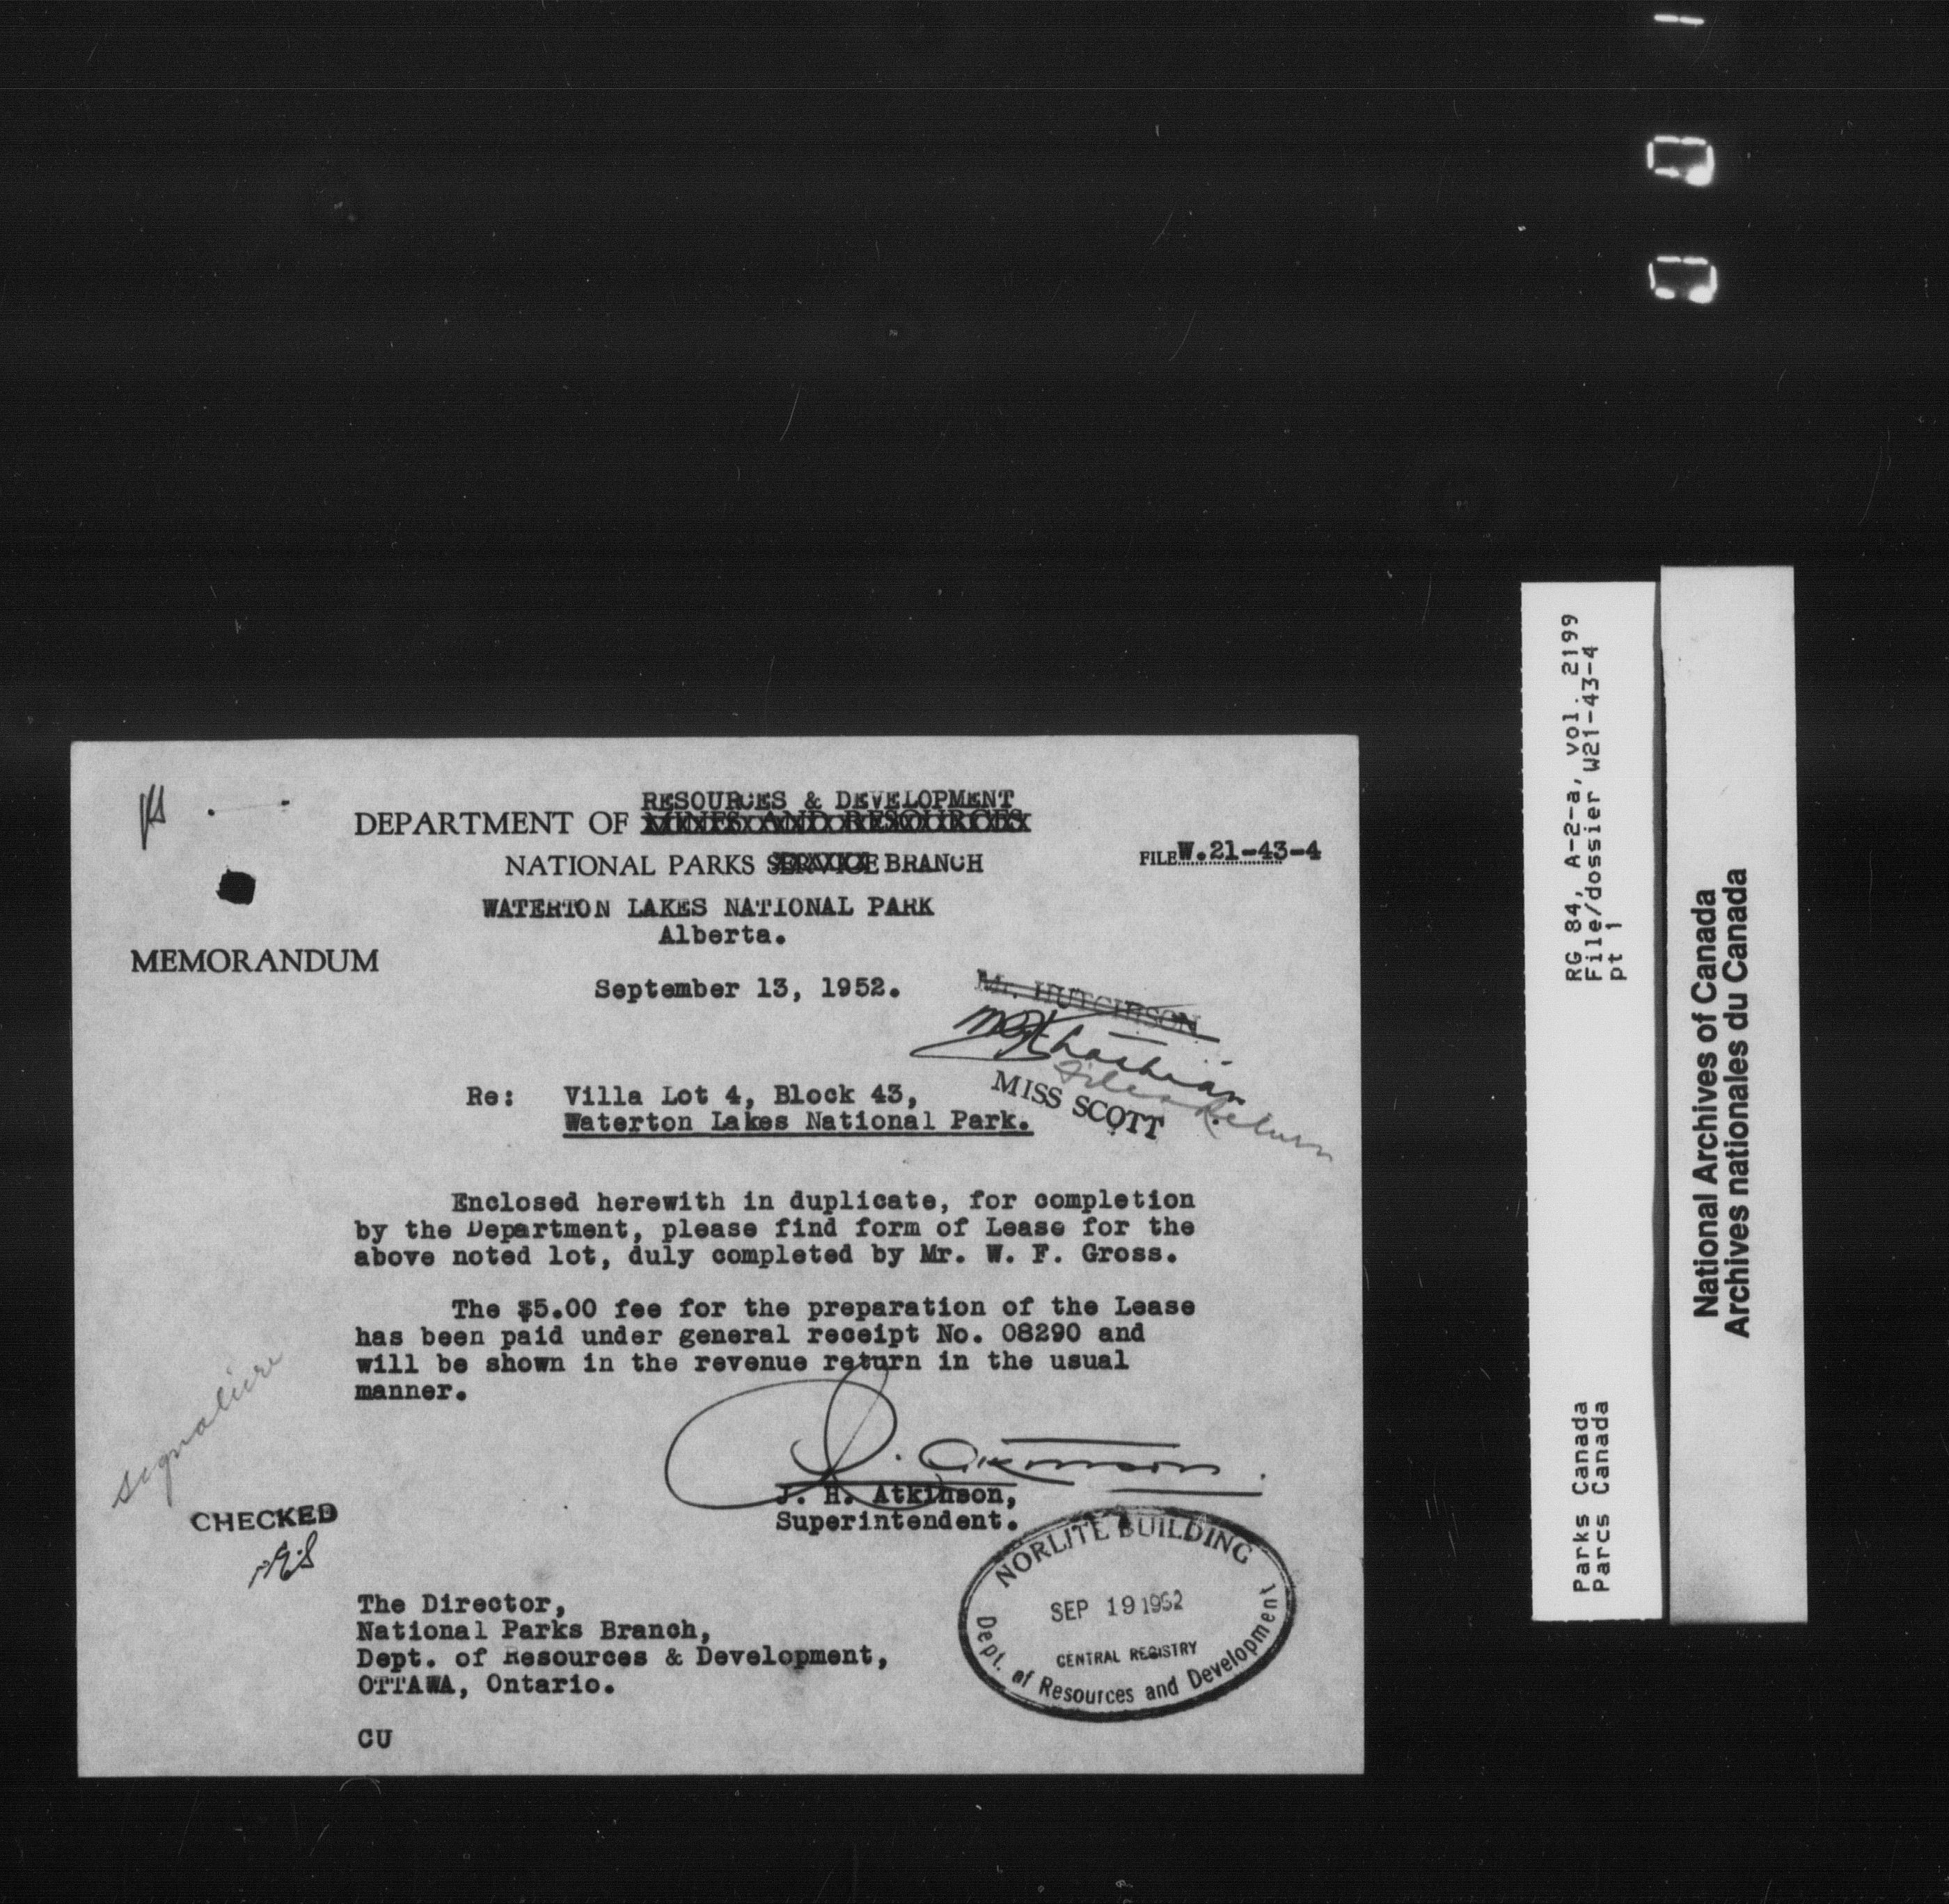 RESOURCES & DEVELOPMENT
DEPARTMENT OF MINES AND RESOURCES
NATIONAL PARKS SERVICE BRANCH
FILE W.21-43-4
WATERTON LAKES NATIONAL PARK
Alberta.
MEMORANDUM
September 13, 1952.
Mr. HUTCHISON
MISS SCOTT
Re: Villa Lot 4, Block 43,
Waterton Lakes National Park.
Enclosed herewith in duplicate, for completion
by the Department, please find form of Lease for the
above noted lot, duly completed by Mr. W. F. Gross.
The $5.00 fee for the preparation of the Lease
has been paid under general receipt No. 08290 and
will be shown in the revenue return in the usual
manner.
signature
J. Atkinson.
J. H. Atkinson,
Superintendent.
CHECKED
NORLITE BUILDING
SEP 19 1952
CENTRAL REGISTRY
Dept. of Resources and Development
The Director,
National Parks Branch,
Dept. of Resources & Development,
OTTAWA, Ontario.
CU
RG 84, A-2-a, vol. 2199
File/dossier W21-43-4
pt 1
Parks Canada
Parcs Canada
National Archives of Canada
Archives nationales du Canada